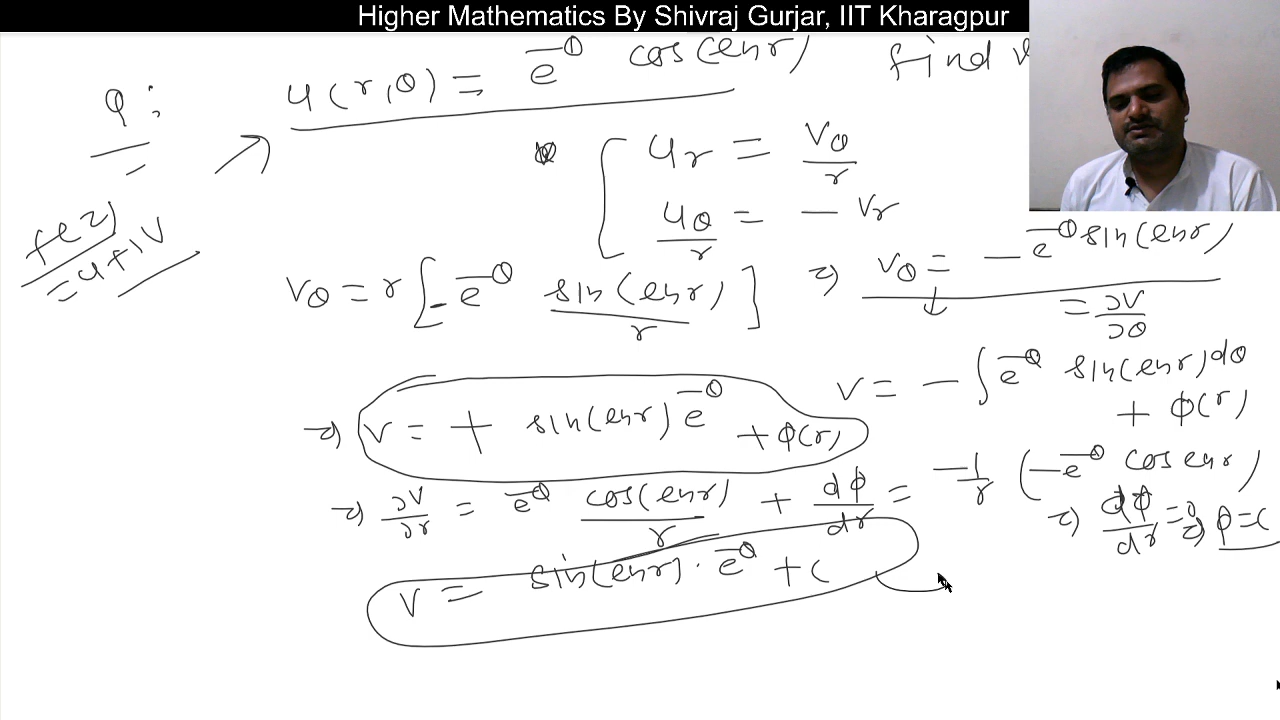 Higher Mathematics By Shivraj Gurjar, IIT Kharagpur
Q: u(r,θ) = e^{-θ} cos(ln r) find v
f(z) = u+iv
u_r = v_θ/r
u_θ/r = - v_r
v_θ = r [ - e^{-θ} sin(ln r)/r ] ⇒ v_θ = - e^{-θ} sin(ln r)
= ∂v/∂θ
v = - ∫ e^{-θ} sin(ln r) dθ
+ φ(r)
⇒ v = + sin(ln r) e^{-θ} + φ(r)
⇒ ∂v/∂r = e^{-θ} cos(ln r)/r + dφ/dr = -1/r (- e^{-θ} cos ln r)
⇒ dφ/dr = 0 ⇒ φ = c
v = sin(ln r) · e^{-θ} + c